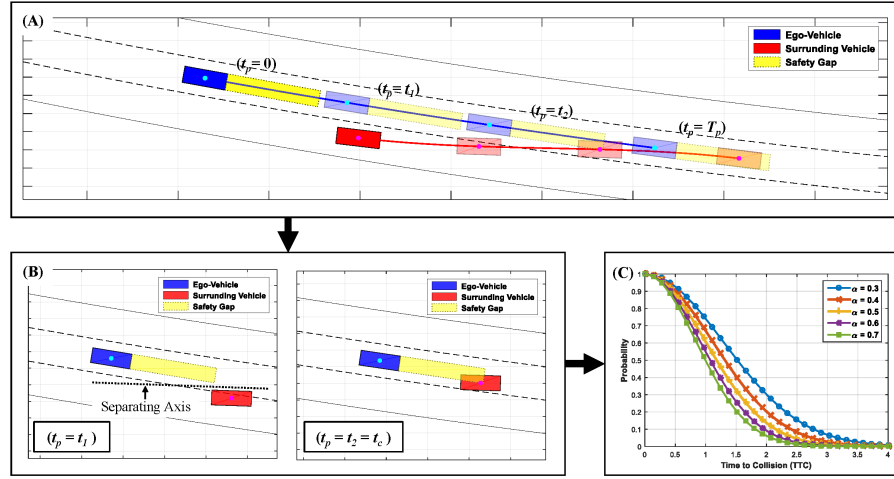 (A)
Ego-Vehicle
Surrunding Vehicle
Safety Gap
(tp=0)
(tp=t1)
(tp=t2)
(tp=Tp)
(B)
Ego-Vehicle
Surrunding Vehicle
Safety Gap
Separating Axis
(tp=t1)
Ego-Vehicle
Surrunding Vehicle
Safety Gap
(tp=t2=tc)
(C)
α = 0.3
α = 0.4
α = 0.5
α = 0.6
α = 0.7
Probability
1
0.9
0.8
0.7
0.6
0.5
0.4
0.3
0.2
0.1
0
0 0.5 1 1.5 2 2.5 3 3.5 4
Time to Collision (TTC)